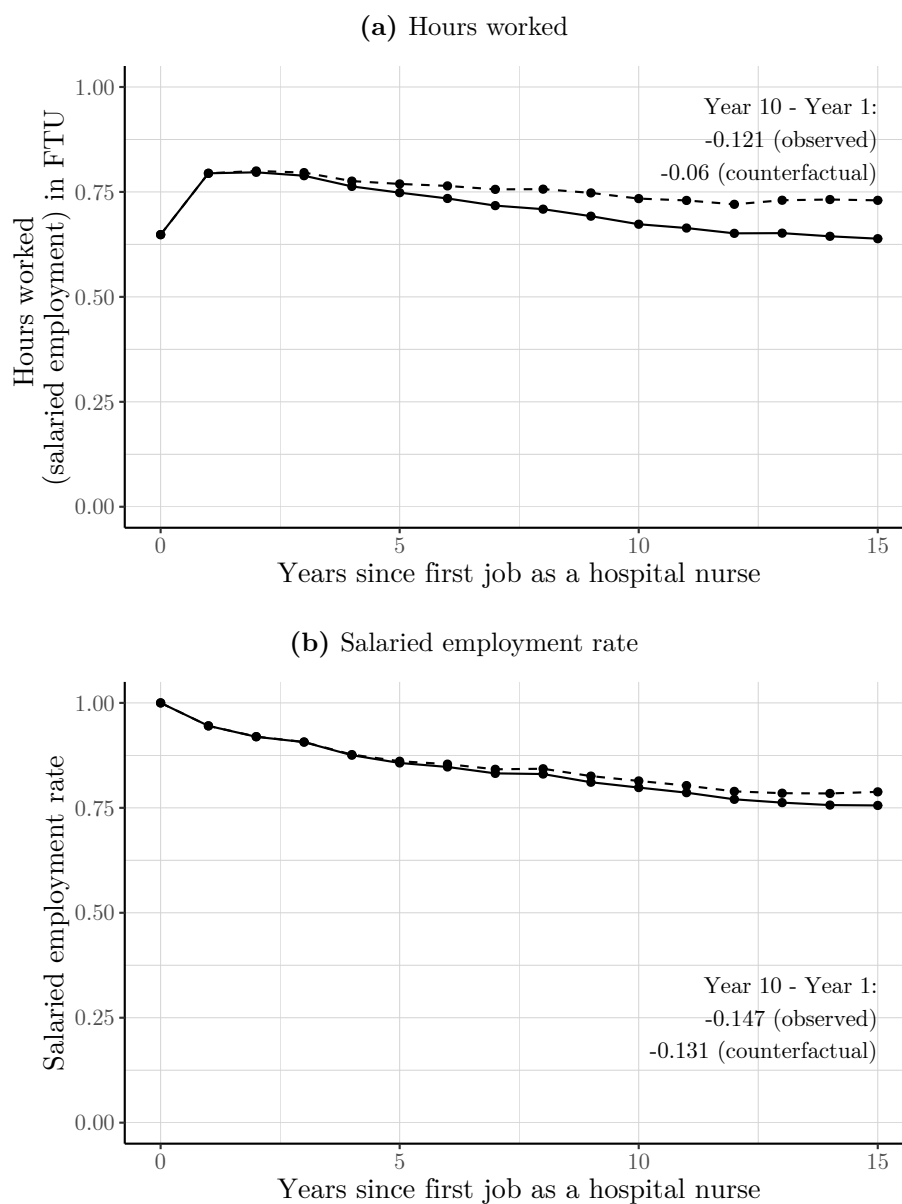 (a) Hours worked
Hours worked
(salaried employment) in FTU
1.00
0.75
0.50
0.25
0.00
Year 10 - Year 1:
-0.121 (observed)
-0.06 (counterfactual)
0 5 10 15
Years since first job as a hospital nurse
(b) Salaried employment rate
Salaried employment rate
1.00
0.75
0.50
0.25
0.00
Year 10 - Year 1:
-0.147 (observed)
-0.131 (counterfactual)
0 5 10 15
Years since first job as a hospital nurse